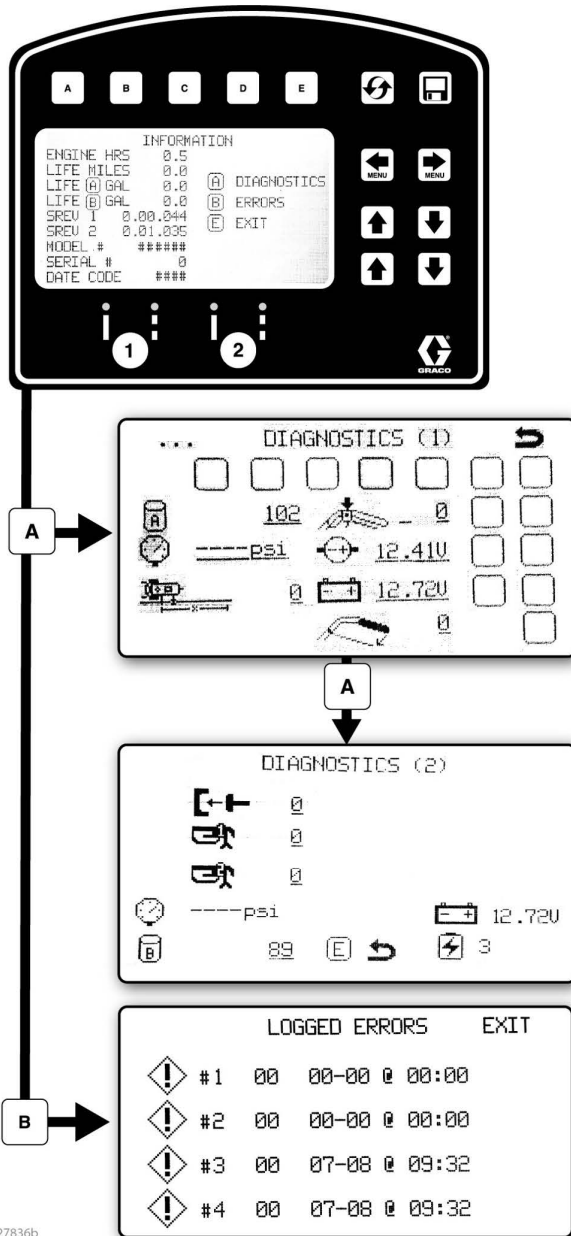 A B C D E
INFORMATION
ENGINE HRS 0.5
LIFE MILES 0.0
LIFE A GAL 0.0
LIFE B GAL 0.0
SREV 1 0.00.044
SREV 2 0.01.035
MODEL # ######
SERIAL # 0
DATE CODE ####
A DIAGNOSTICS
B ERRORS
E EXIT
MENU MENU
1 2
G
GRACO
A
... DIAGNOSTICS (1)
A 102 _ 0
----psi 12.41V
x 0 12.72V
0
A
DIAGNOSTICS (2)
0
0
0
----psi 12.72V
B 89 E 3
B
LOGGED ERRORS EXIT
#1 00 00-00 @ 00:00
#2 00 00-00 @ 00:00
#3 00 07-08 @ 09:32
#4 00 07-08 @ 09:32
27836b